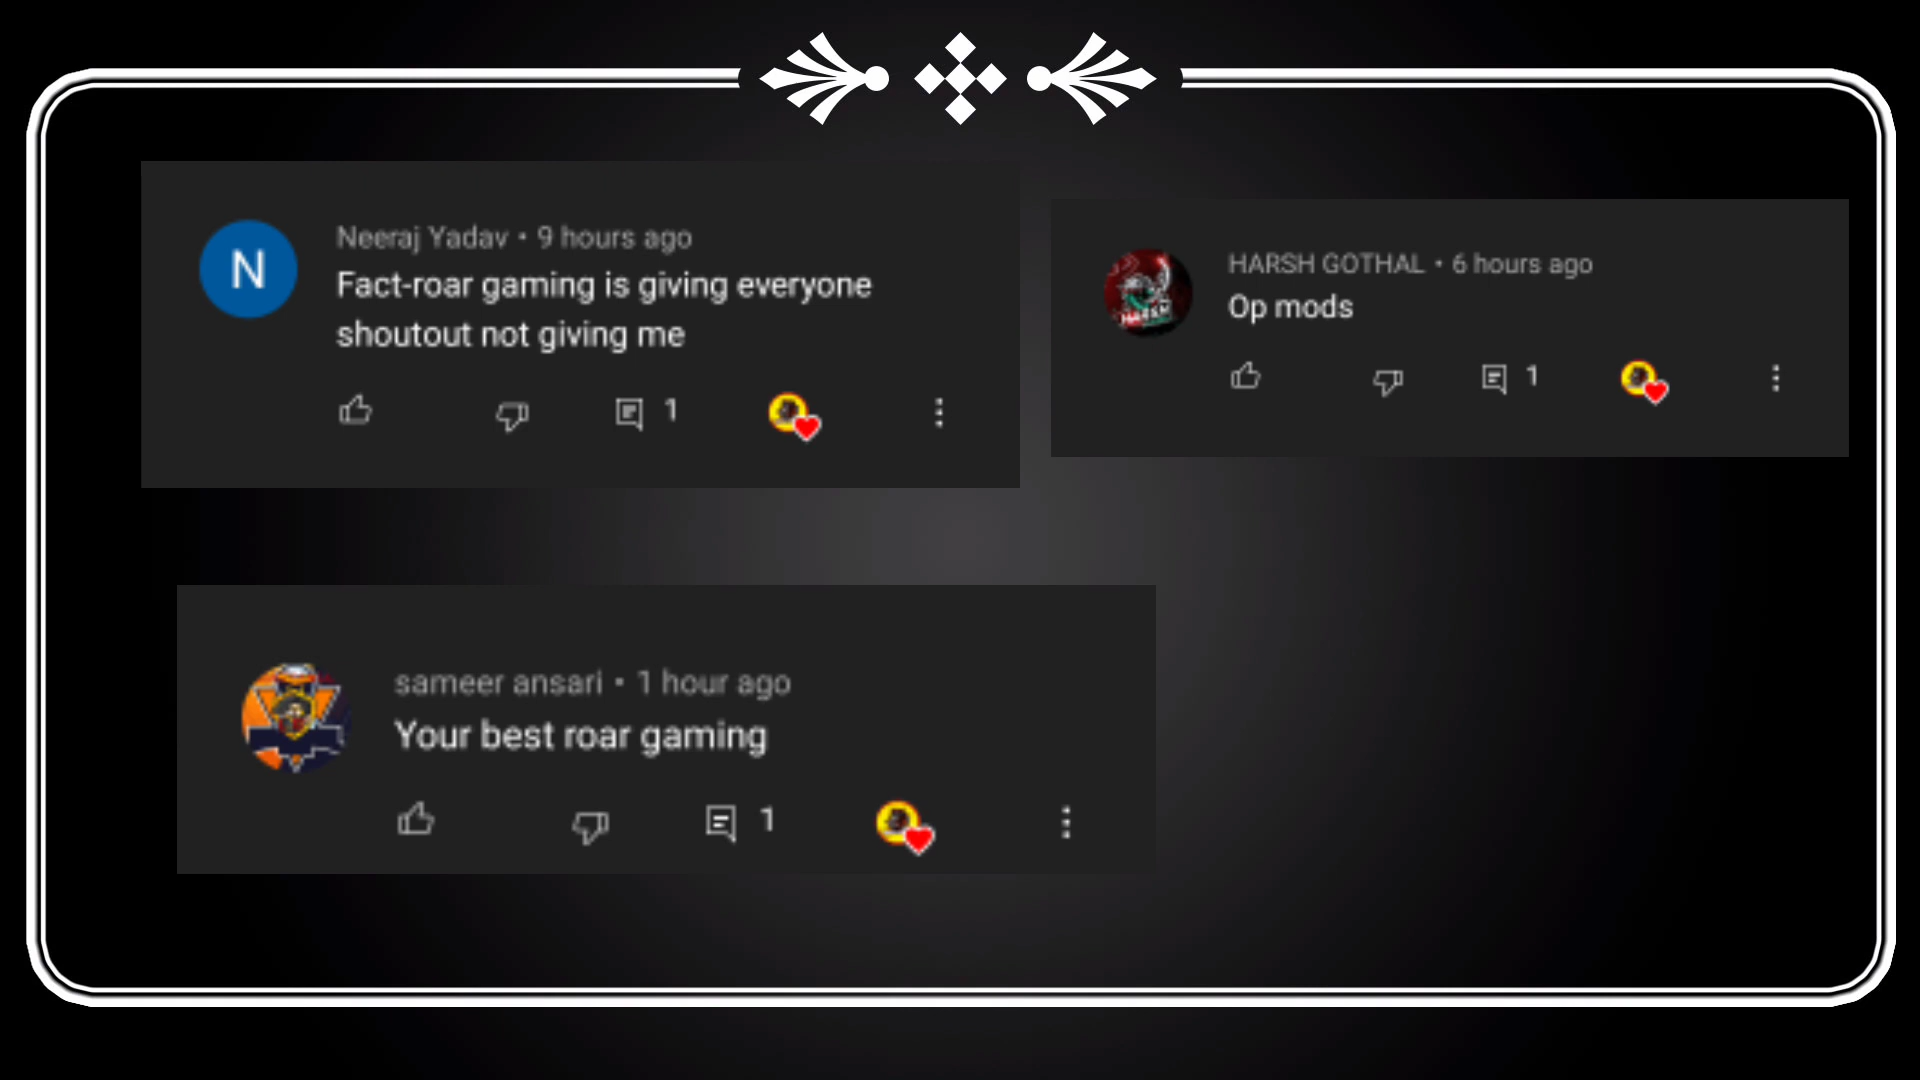 Neeraj Yadav • 9 hours ago
Fact-roar gaming is giving everyone
shoutout not giving me
1
HARSH GOTHAL • 6 hours ago
Op mods
1
sameer ansari • 1 hour ago
Your best roar gaming
1
N
HARSH